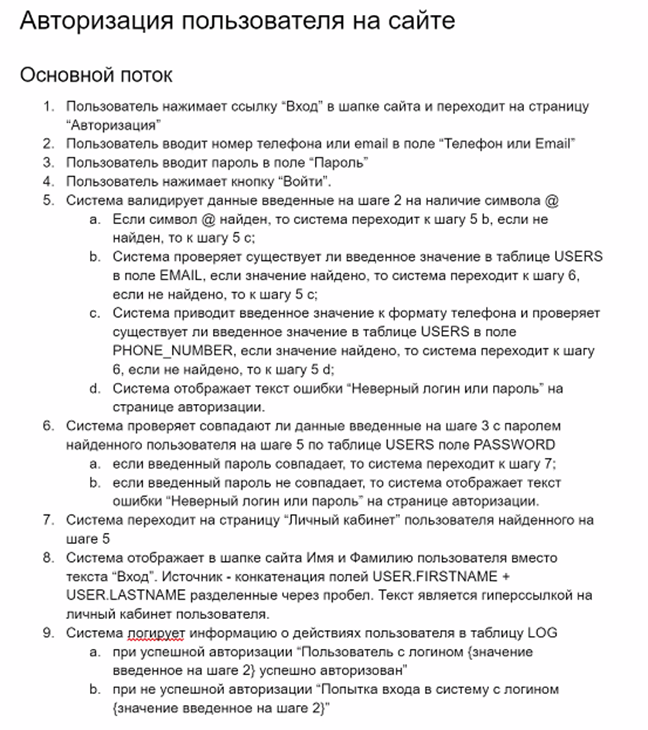 Авторизация пользователя на сайте
Основной поток
1. Пользователь нажимает ссылку “Вход” в шапке сайта и переходит на страницу
“Авторизация”
2. Пользователь вводит номер телефона или email в поле “Телефон или Email”
3. Пользователь вводит пароль в поле “Пароль”
4. Пользователь нажимает кнопку “Войти”.
5. Система валидирует данные введенные на шаге 2 на наличие символа @
a. Если символ @ найден, то система переходит к шагу 5 b, если не
найден, то к шагу 5 c;
b. Система проверяет существует ли введенное значение в таблице USERS
в поле EMAIL, если значение найдено, то система переходит к шагу 6,
если не найдено, то к шагу 5 c;
c. Система приводит введенное значение к формату телефона и проверяет
существует ли введенное значение в таблице USERS в поле
PHONE_NUMBER, если значение найдено, то система переходит к шагу
6, если не найдено, то к шагу 5 d;
d. Система отображает текст ошибки “Неверный логин или пароль” на
странице авторизации.
6. Система проверяет совпадают ли данные введенные на шаге 3 с паролем
найденного пользователя на шаге 5 по таблице USERS поле PASSWORD
a. если введенный пароль совпадает, то система переходит к шагу 7;
b. если введенный пароль не совпадает, то система отображает текст
ошибки “Неверный логин или пароль” на странице авторизации.
7. Система переходит на страницу “Личный кабинет” пользователя найденного на
шаге 5
8. Система отображает в шапке сайта Имя и Фамилию пользователя вместо
текста “Вход”. Источник - конкатенация полей USER.FIRSTNAME +
USER.LASTNAME разделенные через пробел. Текст является гиперссылкой на
личный кабинет пользователя.
9. Система логирует информацию о действиях пользователя в таблицу LOG
a. при успешной авторизации “Пользователь с логином {значение
введенное на шаге 2} успешно авторизован”
b. при не успешной авторизации “Попытка входа в систему с логином
{значение введенное на шаге 2}”